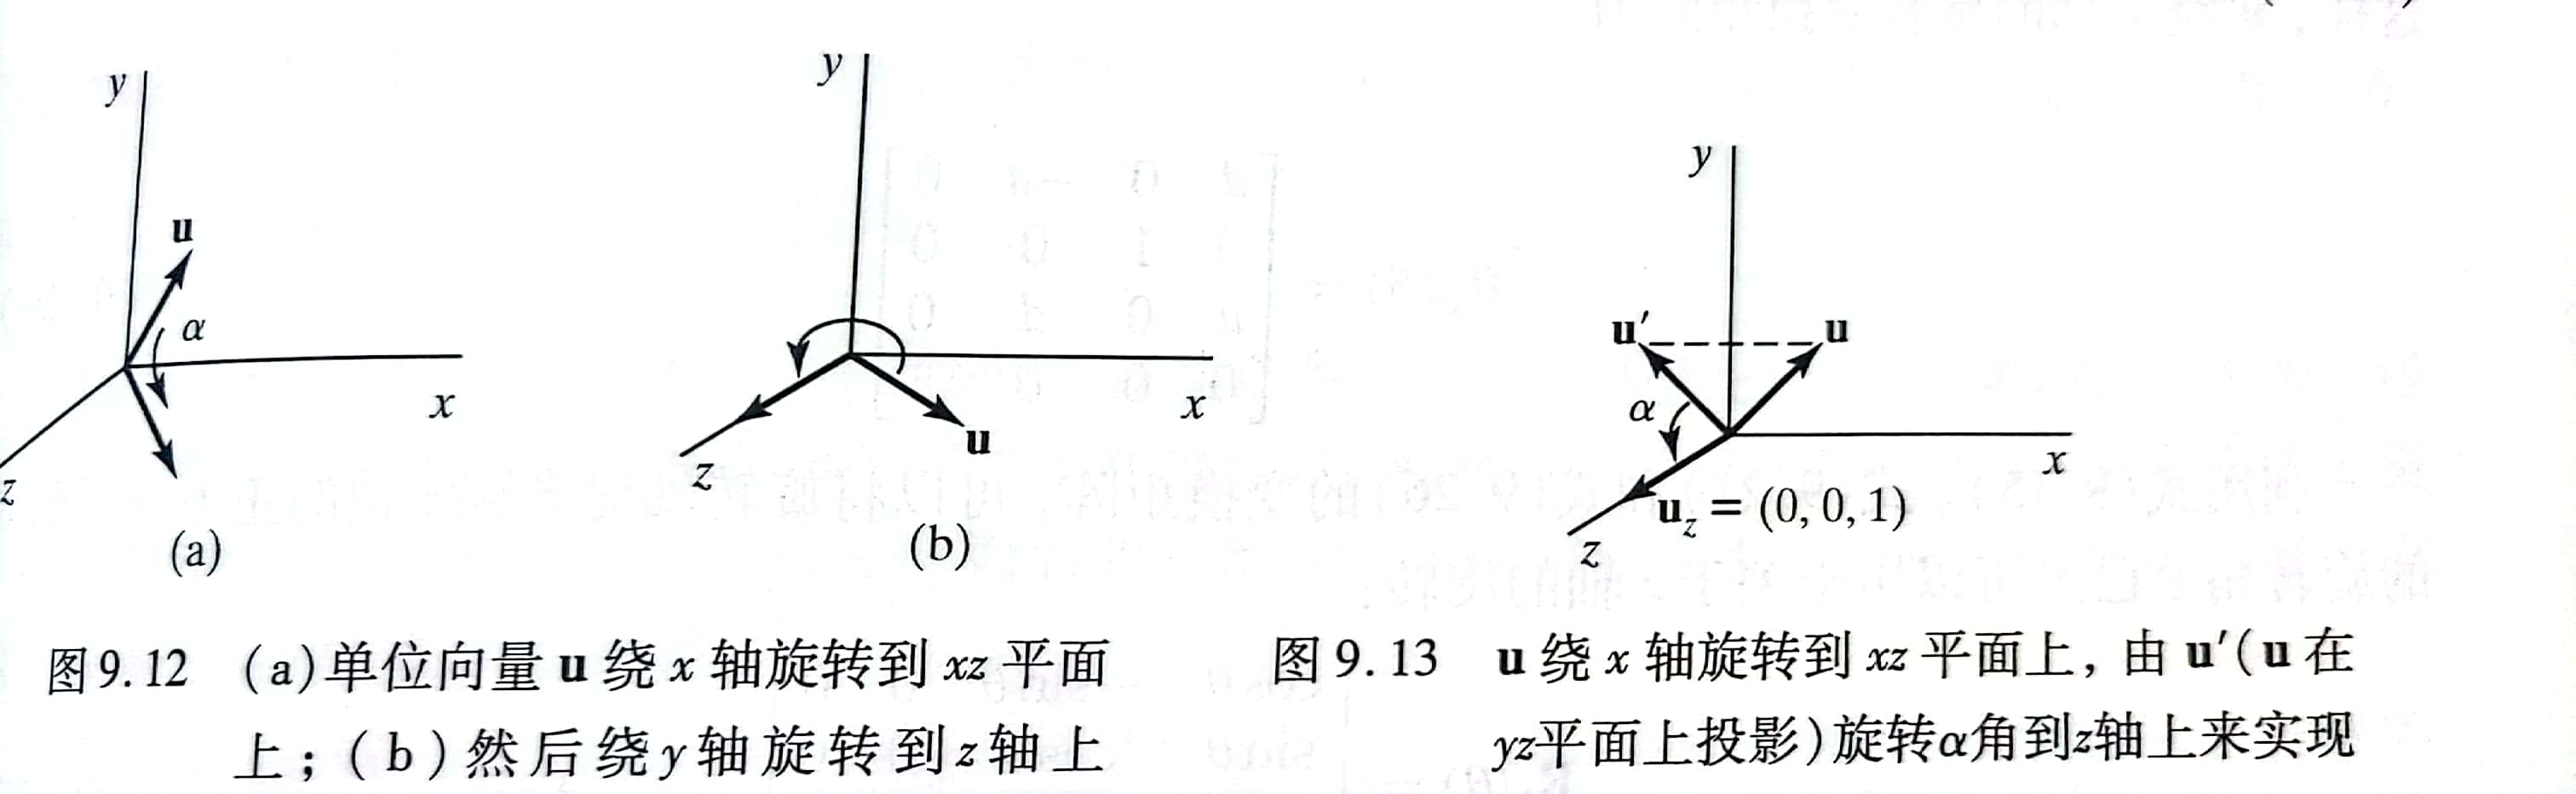 y
u
α
x
z
(a)
y
x
u
z
(b)
y
u′
u
α
x
u_z = (0, 0, 1)
z
图9.12 (a)单位向量 u 绕 x 轴旋转到 xz 平面
上；(b)然后绕y轴旋转到z轴上
图9.13 u 绕 x 轴旋转到 xz 平面上，由 u′(u 在
yz平面上投影)旋转α角到z轴上来实现